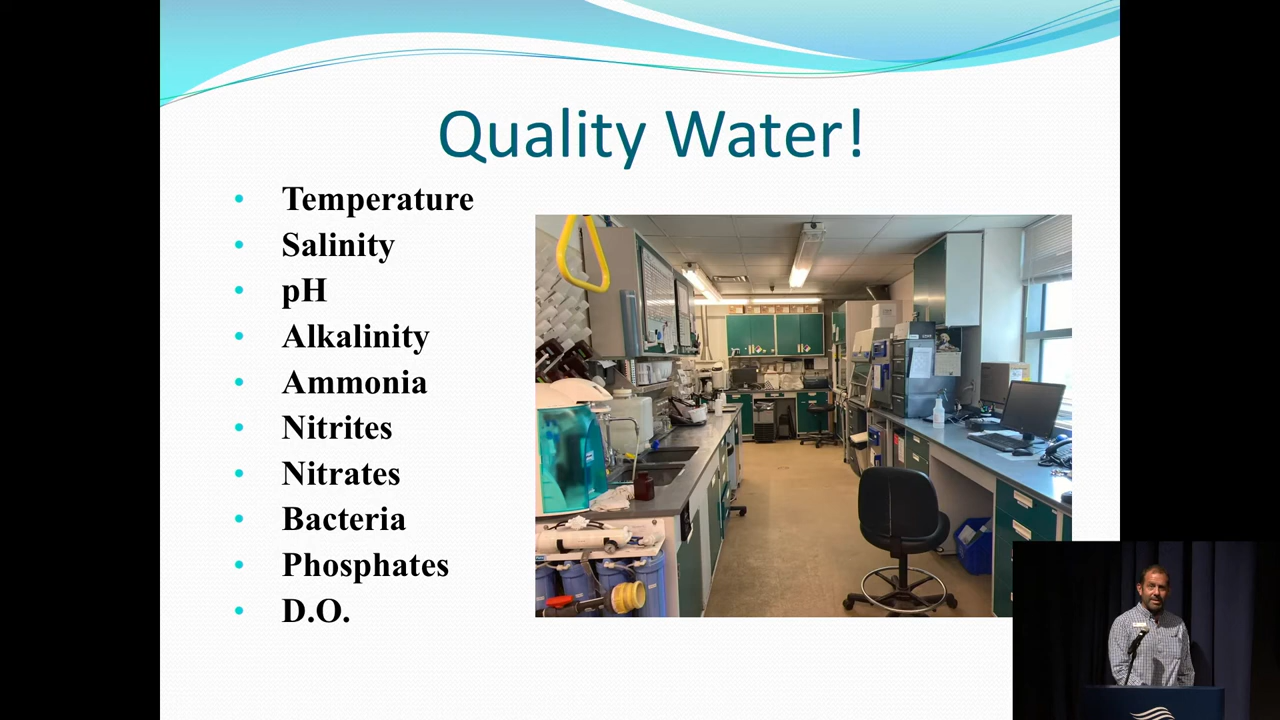 Quality Water!
Temperature
Salinity
pH
Alkalinity
Ammonia
Nitrites
Nitrates
Bacteria
Phosphates
D.O.